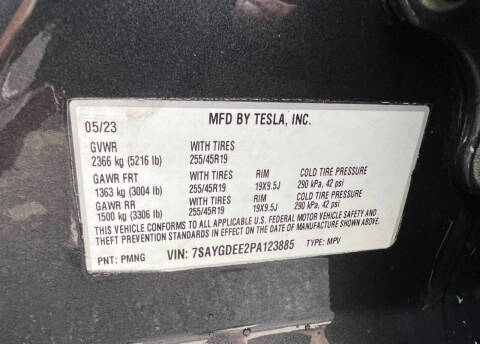 MFD BY TESLA, INC.
05/23
GVWR WITH TIRES
2366 kg (5216 lb) 255/45R19
GAWR FRT WITH TIRES RIM COLD TIRE PRESSURE
1363 kg (3004 lb) 255/45R19 19X9.5J 290 kPa, 42 psi
GAWR RR WITH TIRES RIM COLD TIRE PRESSURE
1500 kg (3306 lb) 255/45R19 19X9.5J 290 kPa, 42 psi
THIS VEHICLE CONFORMS TO ALL APPLICABLE U.S. FEDERAL MOTOR VEHICLE SAFETY AND
THEFT PREVENTION STANDARDS IN EFFECT ON THE DATE OF MANUFACTURE SHOWN ABOVE.
PNT: PMNG VIN: 7SAYGDEE2PA123885 TYPE: MPV